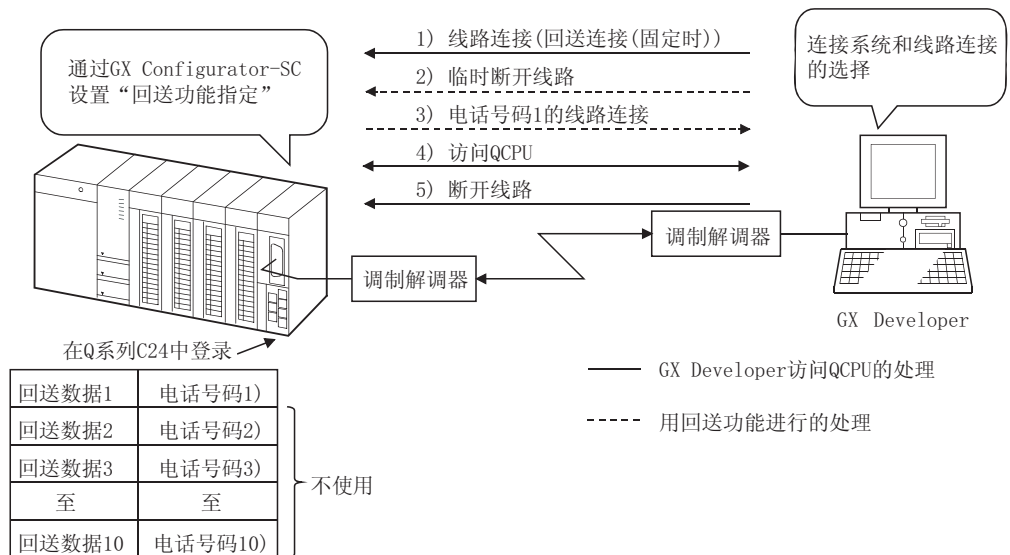 通过GX Configurator-SC
设置“回送功能指定”
1) 线路连接(回送连接(固定时))
2) 临时断开线路
3) 电话号码1的线路连接
4) 访问QCPU
5) 断开线路
连接系统和线路连接
的选择
调制解调器
调制解调器
GX Developer
在Q系列C24中登录
GX Developer访问QCPU的处理
用回送功能进行的处理
回送数据1 电话号码1)
回送数据2 电话号码2)
回送数据3 电话号码3)
至 至
回送数据10 电话号码10)
不使用